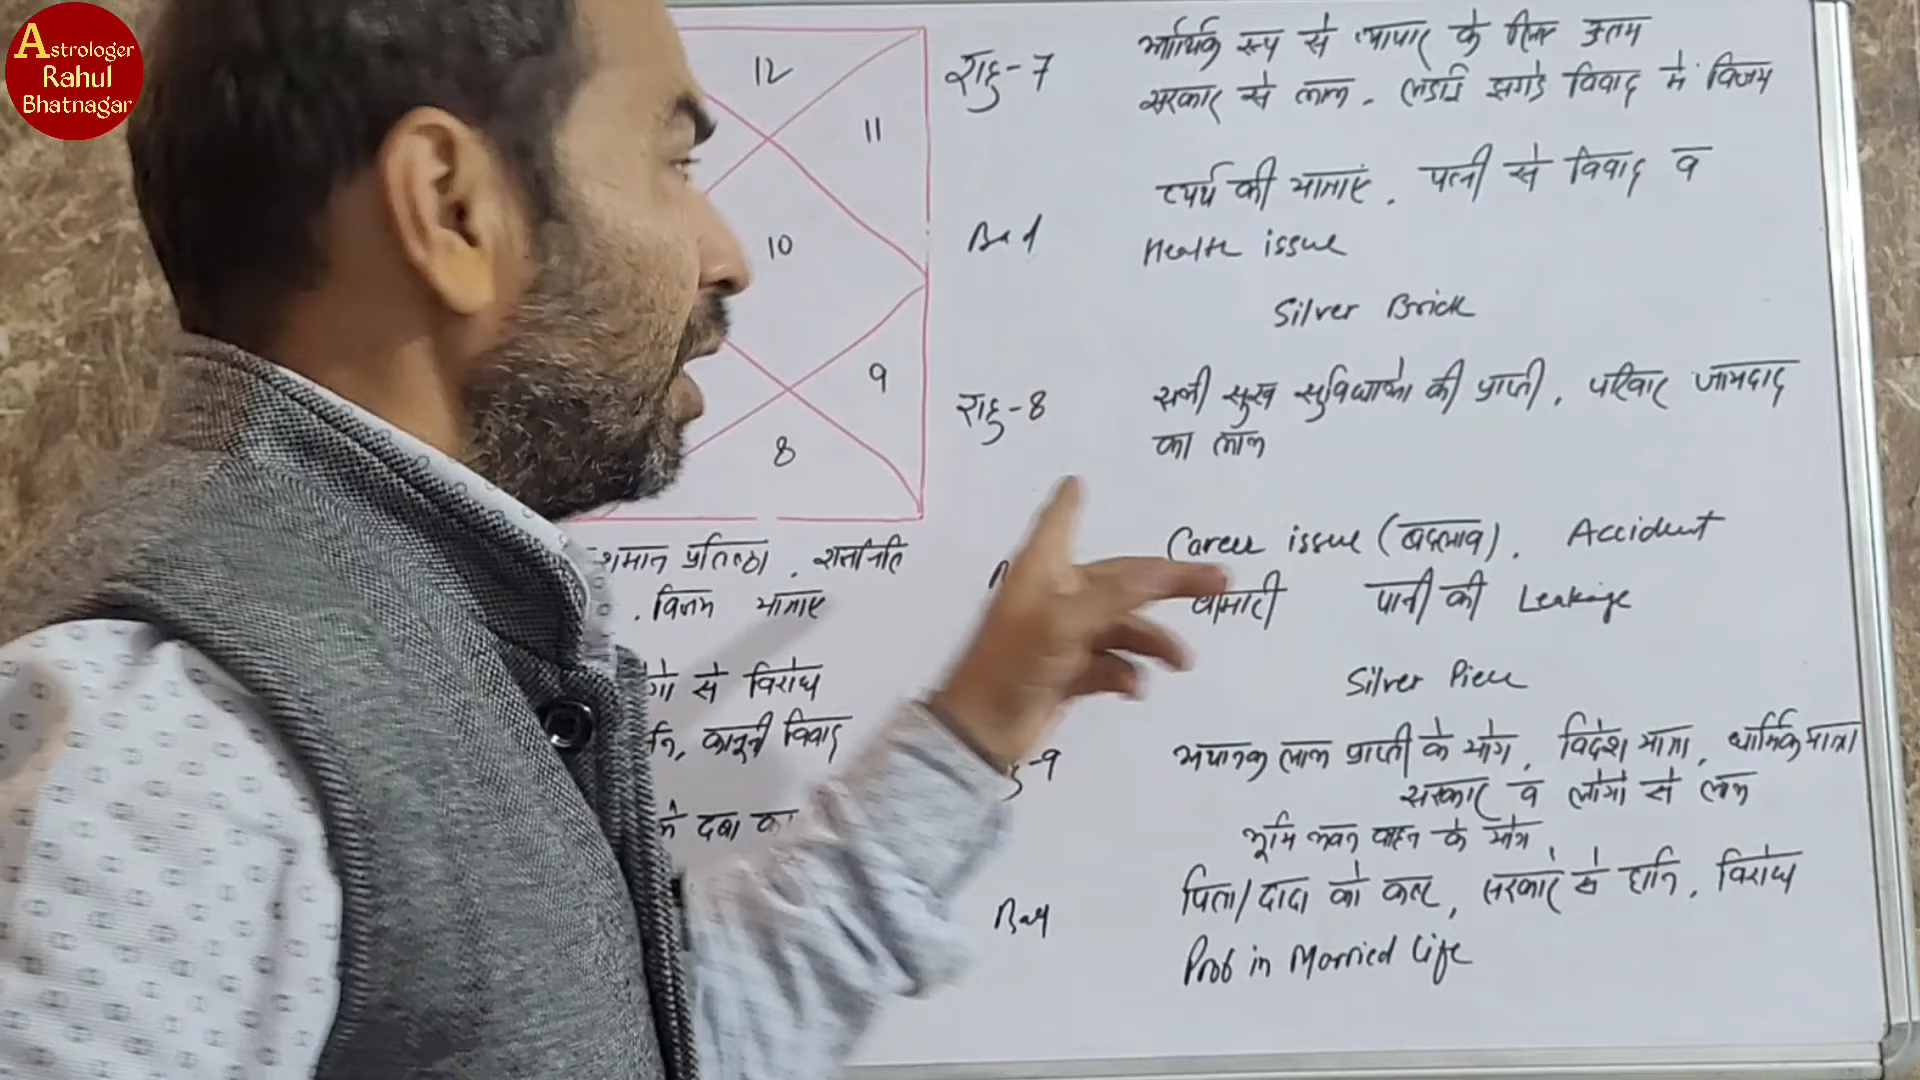 Astrologer
Rahul
Bhatnagar
12
11
10
9
8
राहु-7
आर्थिक रूप से व्यापार के लिए उत्तम
सरकार से लाभ, लडाई झगडे विवाद मे विजय
Bad
व्यर्थ की यात्राएं, पत्नी से विवाद व
Health issue
Silver Brick
राहु-8
सभी सुख सुविधाओ की प्राप्ती, परिवार जायदाद
का लाभ
Career issue (बदलाव), Accident
बीमारी पानी की Leakage
Silver Piece
-9
अचानक लाभ प्राप्ती के योग, विदेश यात्रा, धार्मिक यात्रा
सरकार व लोगो से लाभ
भूमि भवन वाहन के योग,
Bad
पिता/दादा को कष्ट, सरकार से हानि, विरोध
Prob in Married life
मान प्रतिष्ठा, राजनिति
, विजय यात्राएं
से विरोध
कानूनी विवाद
दबा